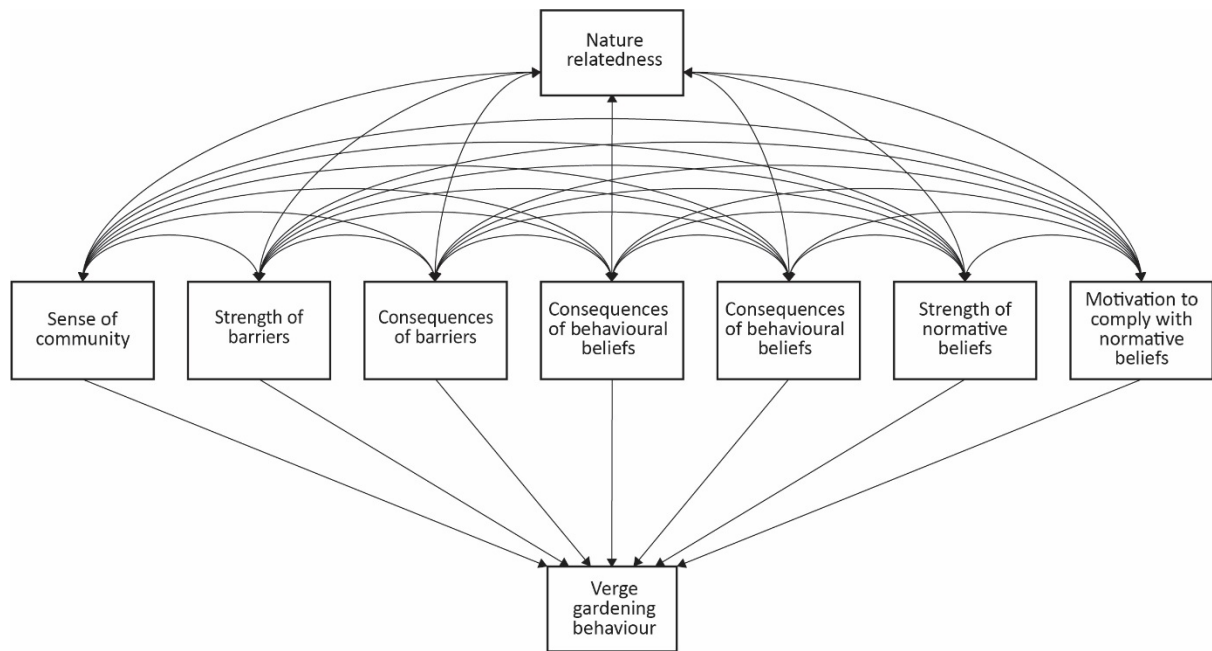 Nature
relatedness
Sense of
community
Strength of
barriers
Consequences
of barriers
Consequences
of behavioural
beliefs
Consequences
of behavioural
beliefs
Strength of
normative
beliefs
Motivation to
comply with
normative
beliefs
Verge
gardening
behaviour